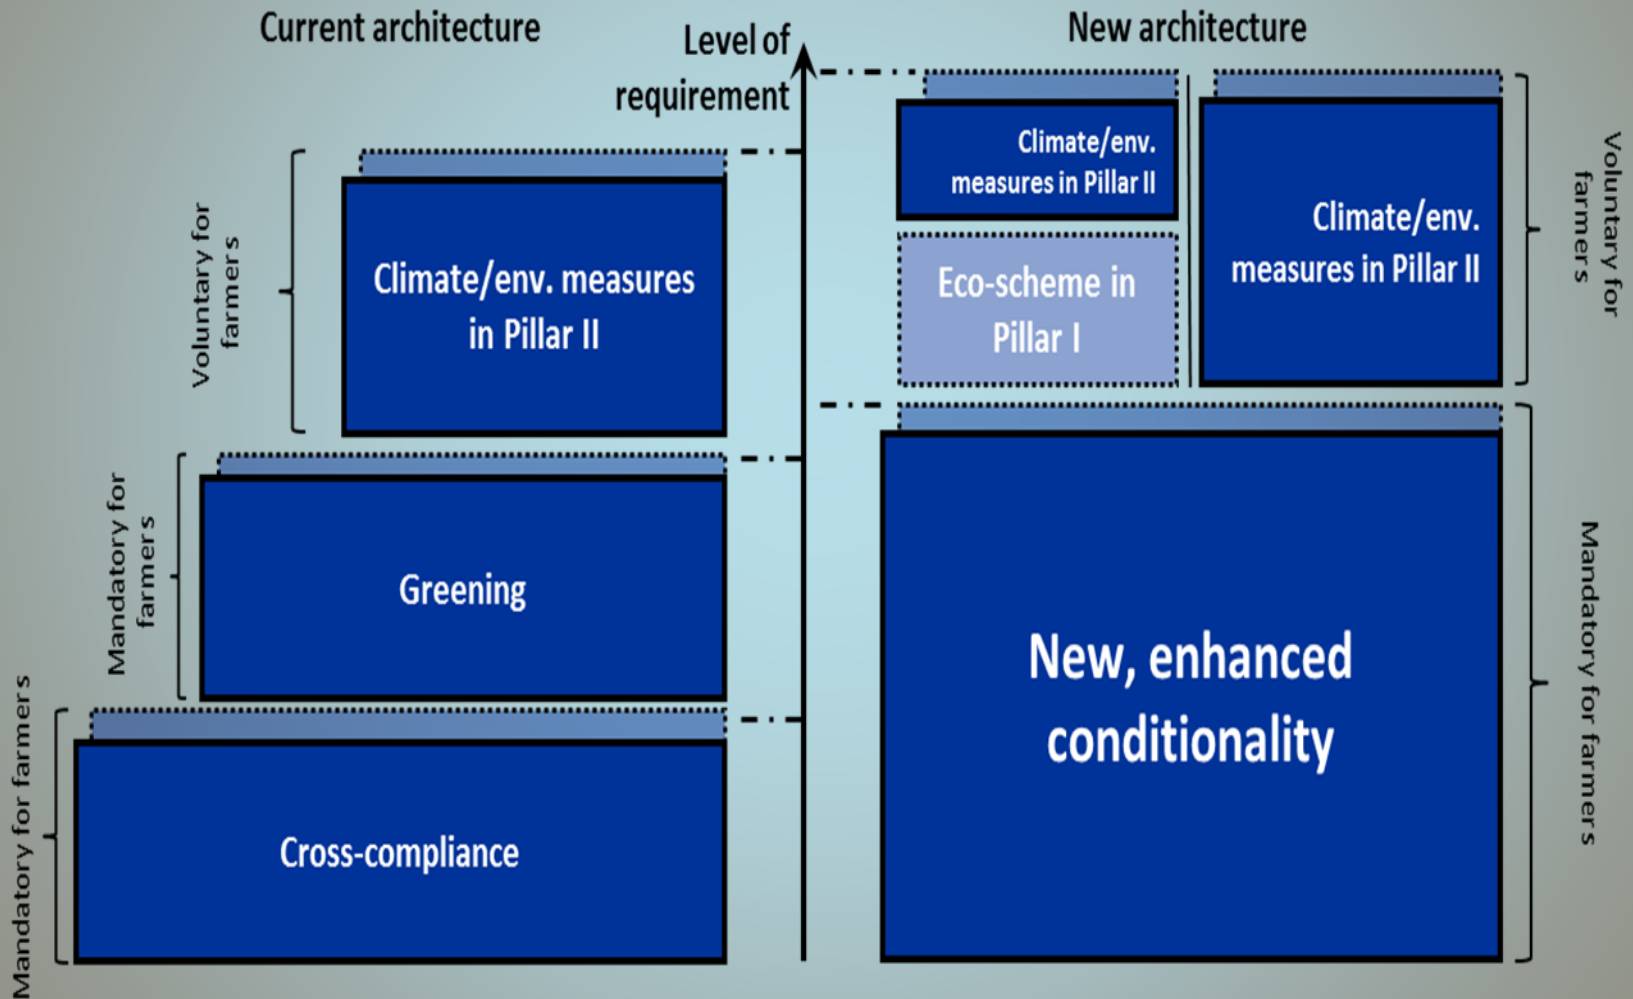 Current architecture
Level of
requirement
New architecture
Voluntary for
farmers
Climate/env. measures
in Pillar II
Mandatory for
farmers
Greening
Mandatory for farmers
Cross-compliance
Climate/env.
measures in Pillar II
Eco-scheme in
Pillar I
Climate/env.
measures in Pillar II
Voluntary for
farmers
New, enhanced
conditionality
Mandatory for farmers